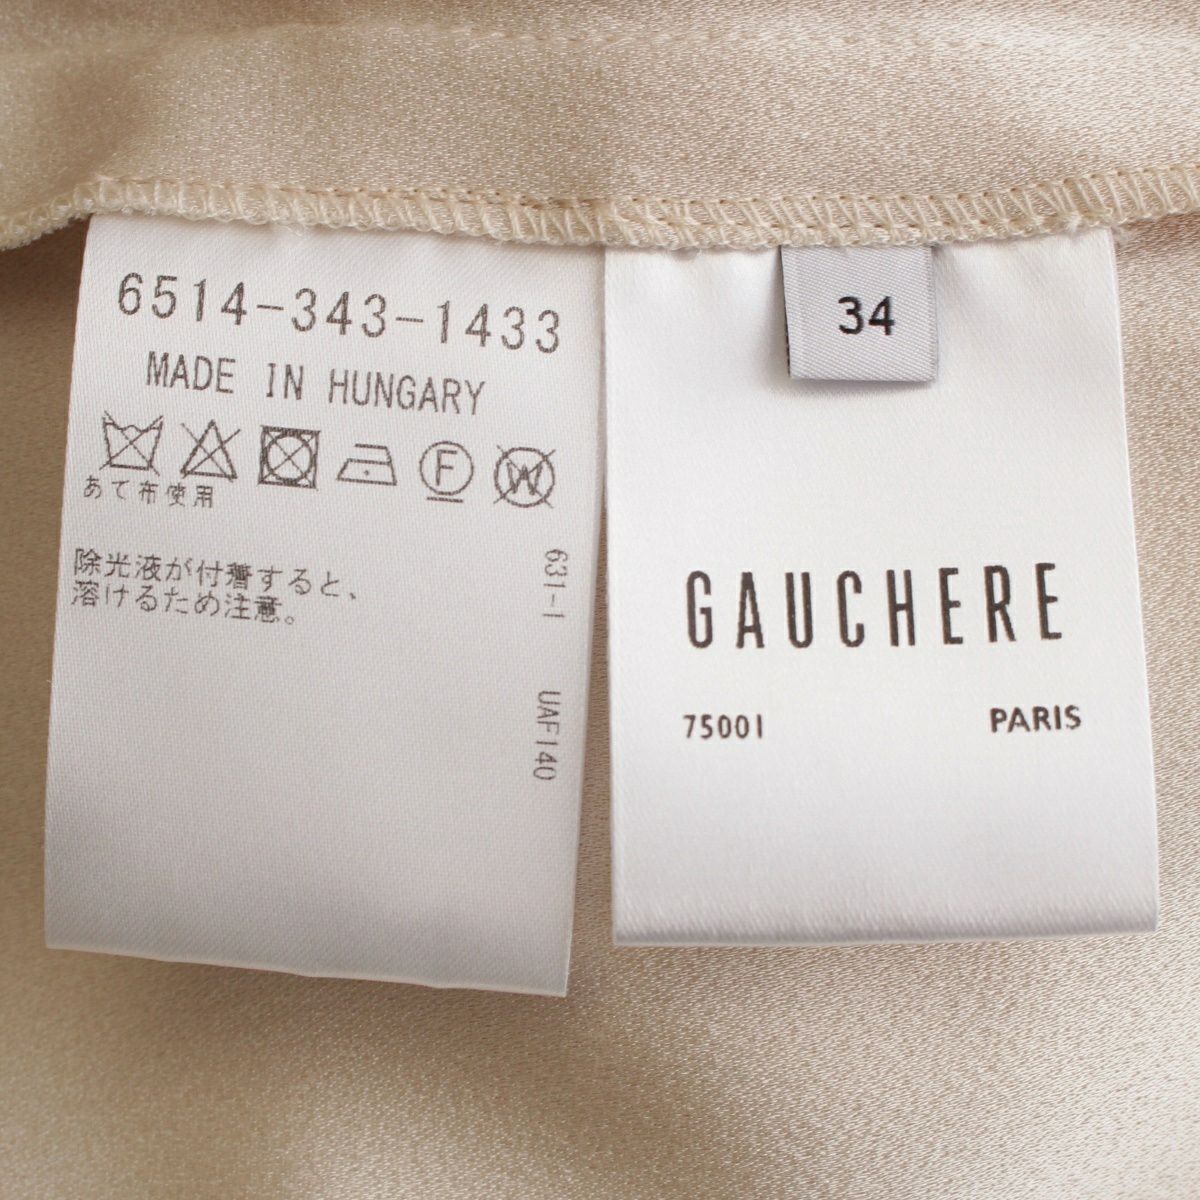 6514-343-1433
MADE IN HUNGARY
F
W
あて布使用
除光液が付着すると、
溶けるため注意。
631-1
UAF140
34
GAUCHERE
75001 PARIS